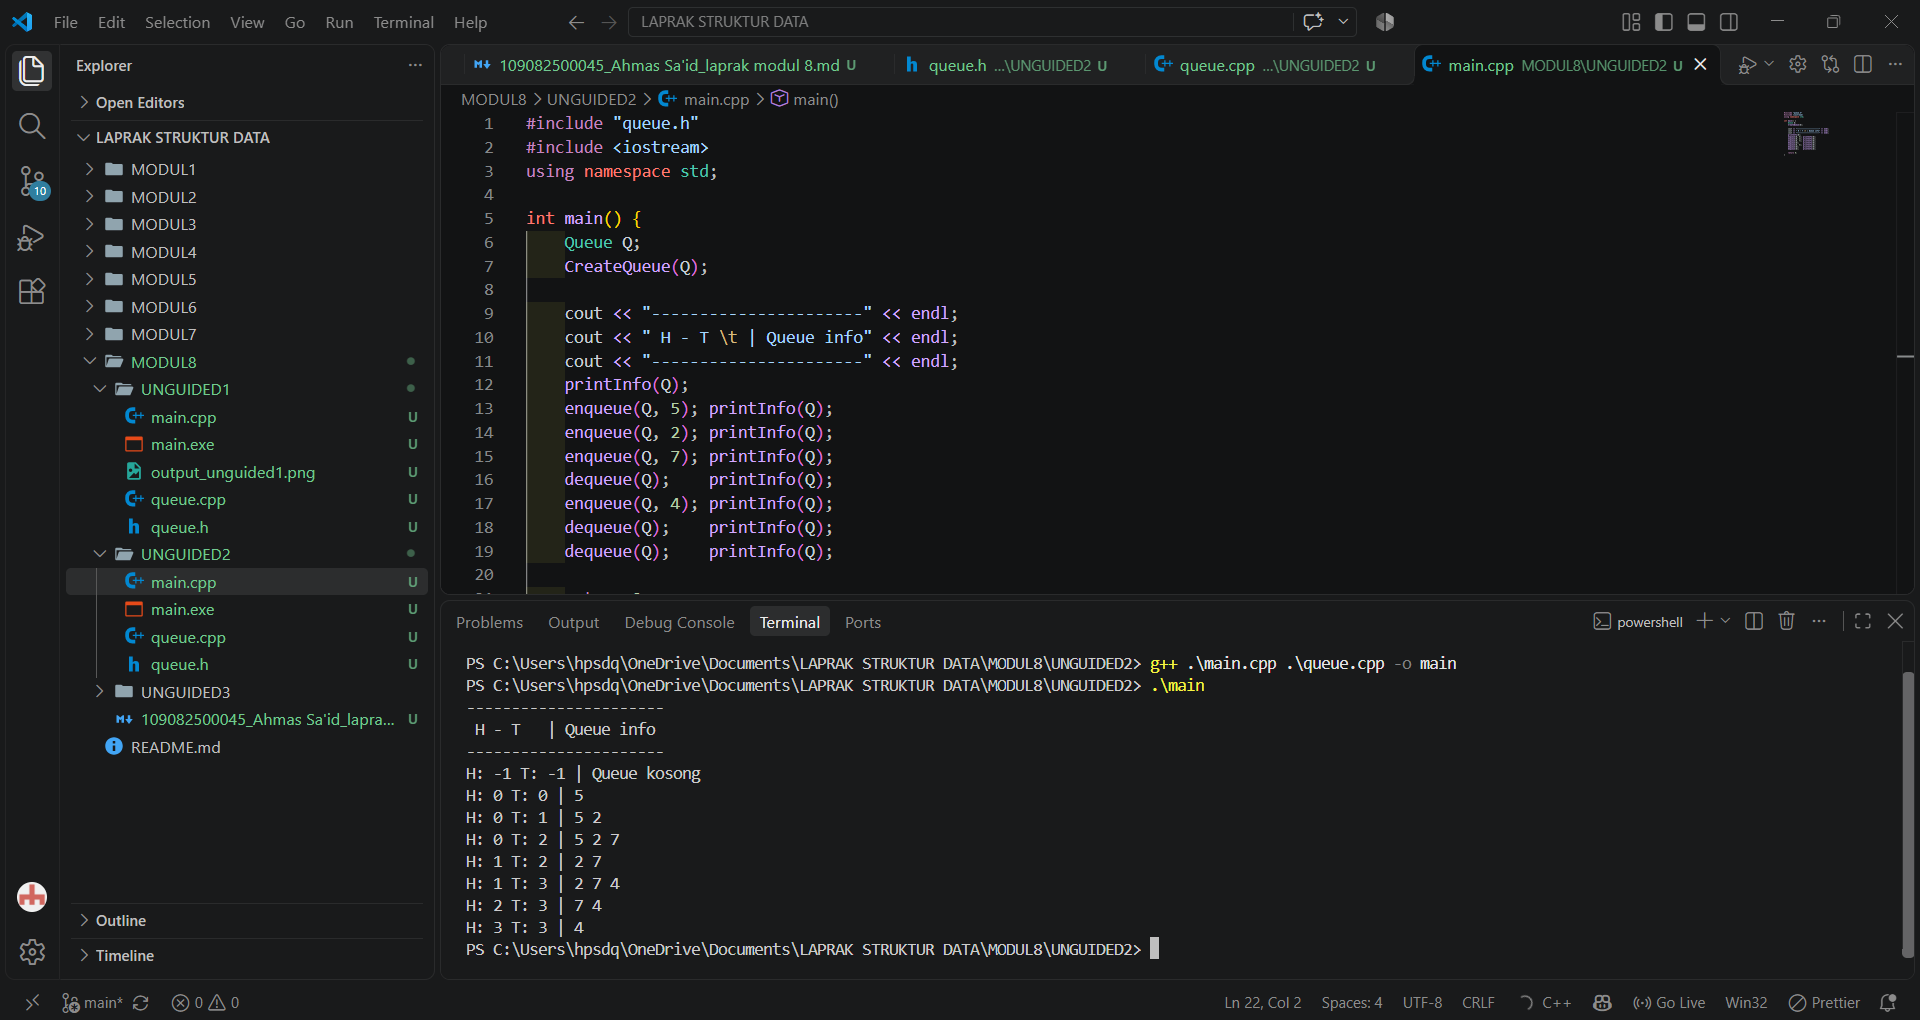 File Edit Selection View Go Run Terminal Help
LAPRAK STRUKTUR DATA
Explorer
Open Editors
LAPRAK STRUKTUR DATA
MODUL1
MODUL2
MODUL3
MODUL4
MODUL5
MODUL6
MODUL7
MODUL8
UNGUIDED1
main.cpp U
main.exe U
output_unguided1.png U
queue.cpp U
queue.h U
UNGUIDED2
main.cpp U
main.exe U
queue.cpp U
queue.h U
UNGUIDED3
109082500045_Ahmas Sa'id_lapra... U
README.md
Outline
Timeline
10
109082500045_Ahmas Sa'id_laprak modul 8.md U
queue.h ...\UNGUIDED2 U
queue.cpp ...\UNGUIDED2 U
main.cpp MODUL8\UNGUIDED2 U
MODUL8 > UNGUIDED2 > main.cpp > main()
1 #include "queue.h"
2 #include <iostream>
3 using namespace std;
4
5 int main() {
6 Queue Q;
7 CreateQueue(Q);
8
9 cout << "----------------------" << endl;
10 cout << " H - T \t | Queue info" << endl;
11 cout << "----------------------" << endl;
12 printInfo(Q);
13 enqueue(Q, 5); printInfo(Q);
14 enqueue(Q, 2); printInfo(Q);
15 enqueue(Q, 7); printInfo(Q);
16 dequeue(Q);    printInfo(Q);
17 enqueue(Q, 4); printInfo(Q);
18 dequeue(Q);    printInfo(Q);
19 dequeue(Q);    printInfo(Q);
20
Problems Output Debug Console Terminal Ports
powershell
PS C:\Users\hpsdq\OneDrive\Documents\LAPRAK STRUKTUR DATA\MODUL8\UNGUIDED2> g++ .\main.cpp .\queue.cpp -o main
PS C:\Users\hpsdq\OneDrive\Documents\LAPRAK STRUKTUR DATA\MODUL8\UNGUIDED2> .\main
----------------------
H - T   | Queue info
----------------------
H: -1 T: -1 | Queue kosong
H: 0 T: 0 | 5
H: 0 T: 1 | 5 2
H: 0 T: 2 | 5 2 7
H: 1 T: 2 | 2 7
H: 1 T: 3 | 2 7 4
H: 2 T: 3 | 7 4
H: 3 T: 3 | 4
PS C:\Users\hpsdq\OneDrive\Documents\LAPRAK STRUKTUR DATA\MODUL8\UNGUIDED2>
main* 0 0
Ln 22, Col 2 Spaces: 4 UTF-8 CRLF C++ Go Live Win32 Prettier